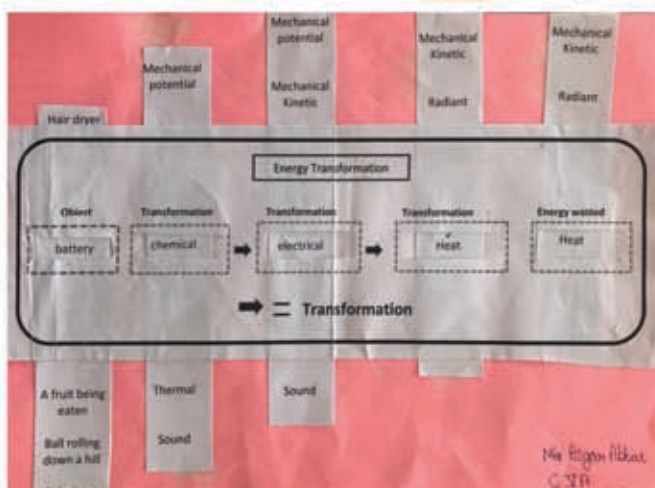 Mechanical
potential
Mechanical
Kinetic
Mechanical
Kinetic
Mechanical
potential
Mechanical
Kinetic
Radiant
Radiant
Hair dryer
Energy Transformation
Object
Transformation
Transformation
Transformation
Energy wasted
battery
chemical
electrical
Heat
Heat
= Transformation
A fruit being
eaten
Thermal
Sound
Ball rolling
down a hill
Sound